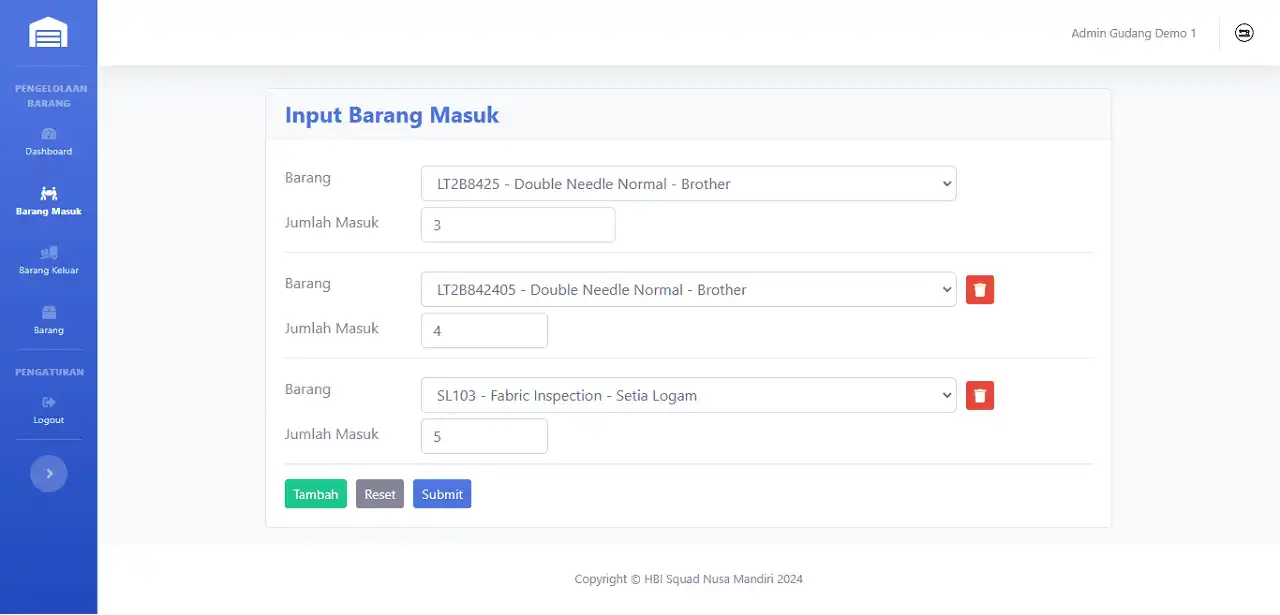 Admin Gudang Demo 1
PENGELOLAAN
BARANG
Dashboard
Barang Masuk
Barang Keluar
Barang
PENGATURAN
Logout
Input Barang Masuk
Barang
LT2B8425 - Double Needle Normal - Brother
Jumlah Masuk
3
Barang
LT2B842405 - Double Needle Normal - Brother
Jumlah Masuk
4
Barang
SL103 - Fabric Inspection - Setia Logam
Jumlah Masuk
5
Tambah Reset Submit
Copyright © HBI Squad Nusa Mandiri 2024